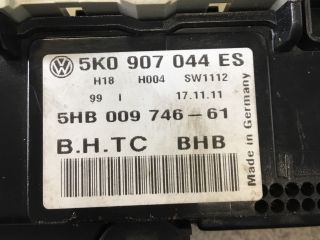 5K0 907 044 ES
H18 H004 SW1112
99 I 17.11.11
5HB 009 746-61
B.H.TC BHB
Made in Germany